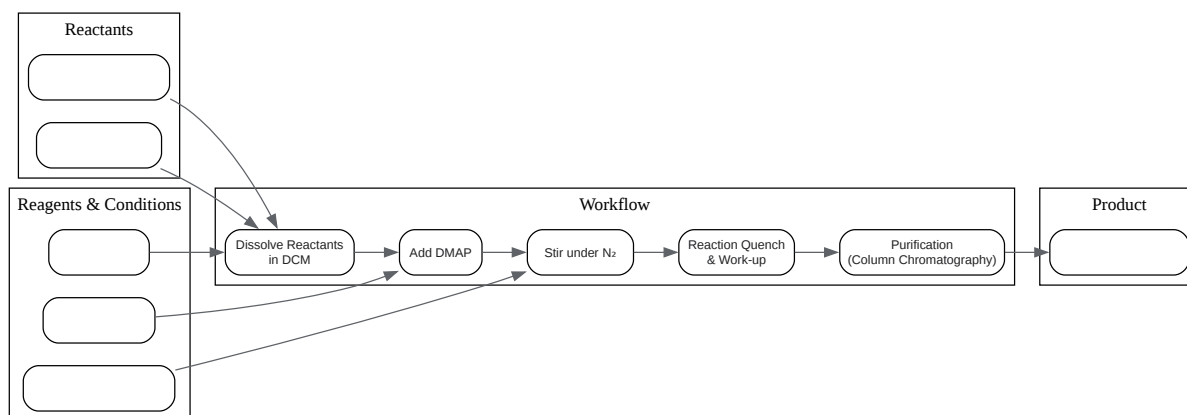 Reactants
Reagents & Conditions
Workflow
Dissolve Reactants
in DCM
Add DMAP
Stir under N₂
Reaction Quench
& Work-up
Purification
(Column Chromatography)
Product